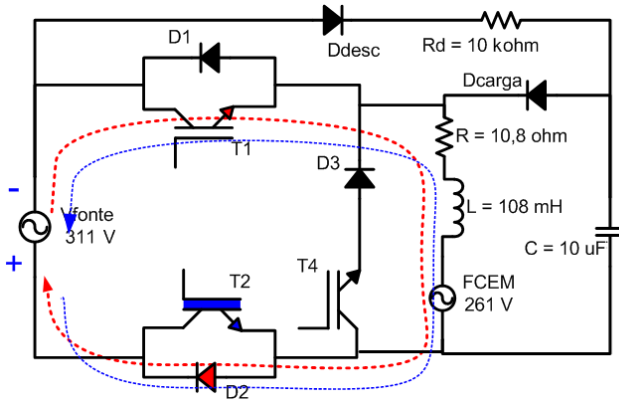 D1
Ddesc
Rd = 10 kohm
Dcarga
R = 10,8 ohm
T1
D3
-
Vfonte
311 V
+
L = 108 mH
C = 10 uF
T2
T4
FCEM
261 V
D2